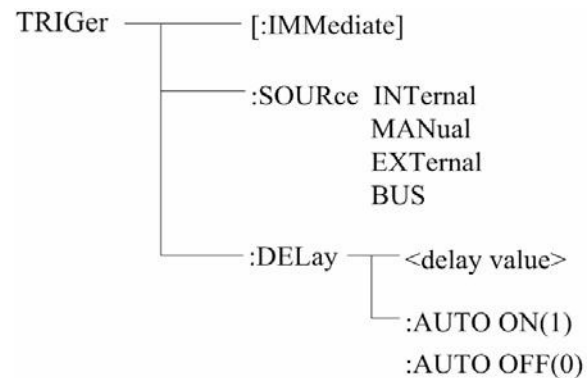 TRIGer [:IMMediate]
:SOURce INTernal
MANual
EXTernal
BUS
:DELay <delay value>
:AUTO ON(1)
:AUTO OFF(0)